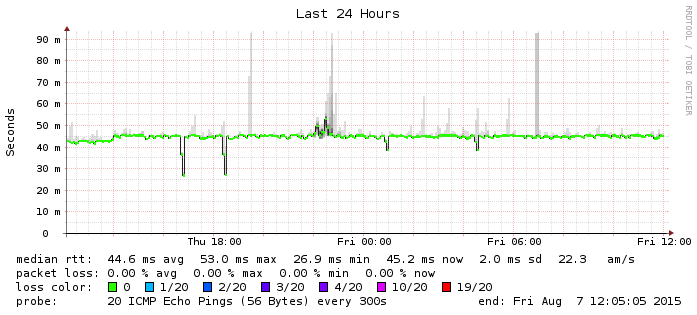 Last 24 Hours
RRDTOOL / TOBI OETIKER
Seconds
90 m
80 m
70 m
60 m
50 m
40 m
30 m
20 m
10 m
0
Thu 18:00 Fri 00:00 Fri 06:00 Fri 12:00
median rtt: 44.6 ms avg 53.0 ms max 26.9 ms min 45.2 ms now 2.0 ms sd 22.3 am/s
packet loss: 0.00 % avg 0.00 % max 0.00 % min 0.00 % now
loss color: 0 1/20 2/20 3/20 4/20 10/20 19/20
probe: 20 ICMP Echo Pings (56 Bytes) every 300s end: Fri Aug 7 12:05:05 2015